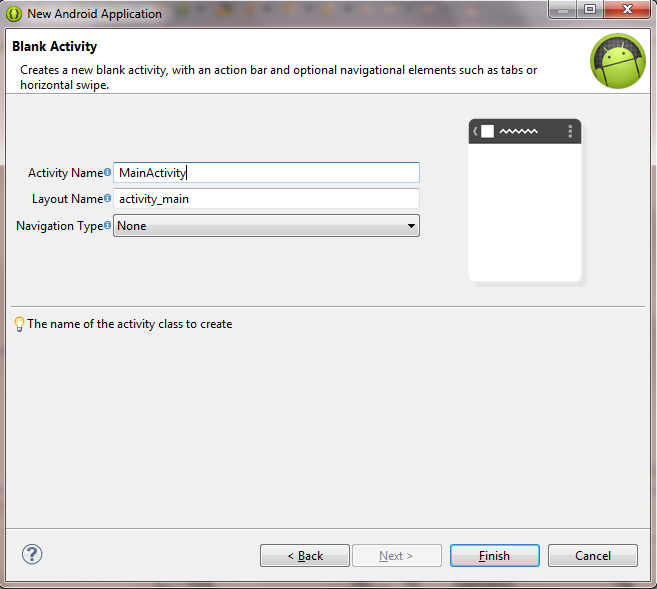 New Android Application
Blank Activity
Creates a new blank activity, with an action bar and optional navigational elements such as tabs or
horizontal swipe.
Activity Name MainActivity
Layout Name activity_main
Navigation Type None
The name of the activity class to create
< Back Next > Finish Cancel